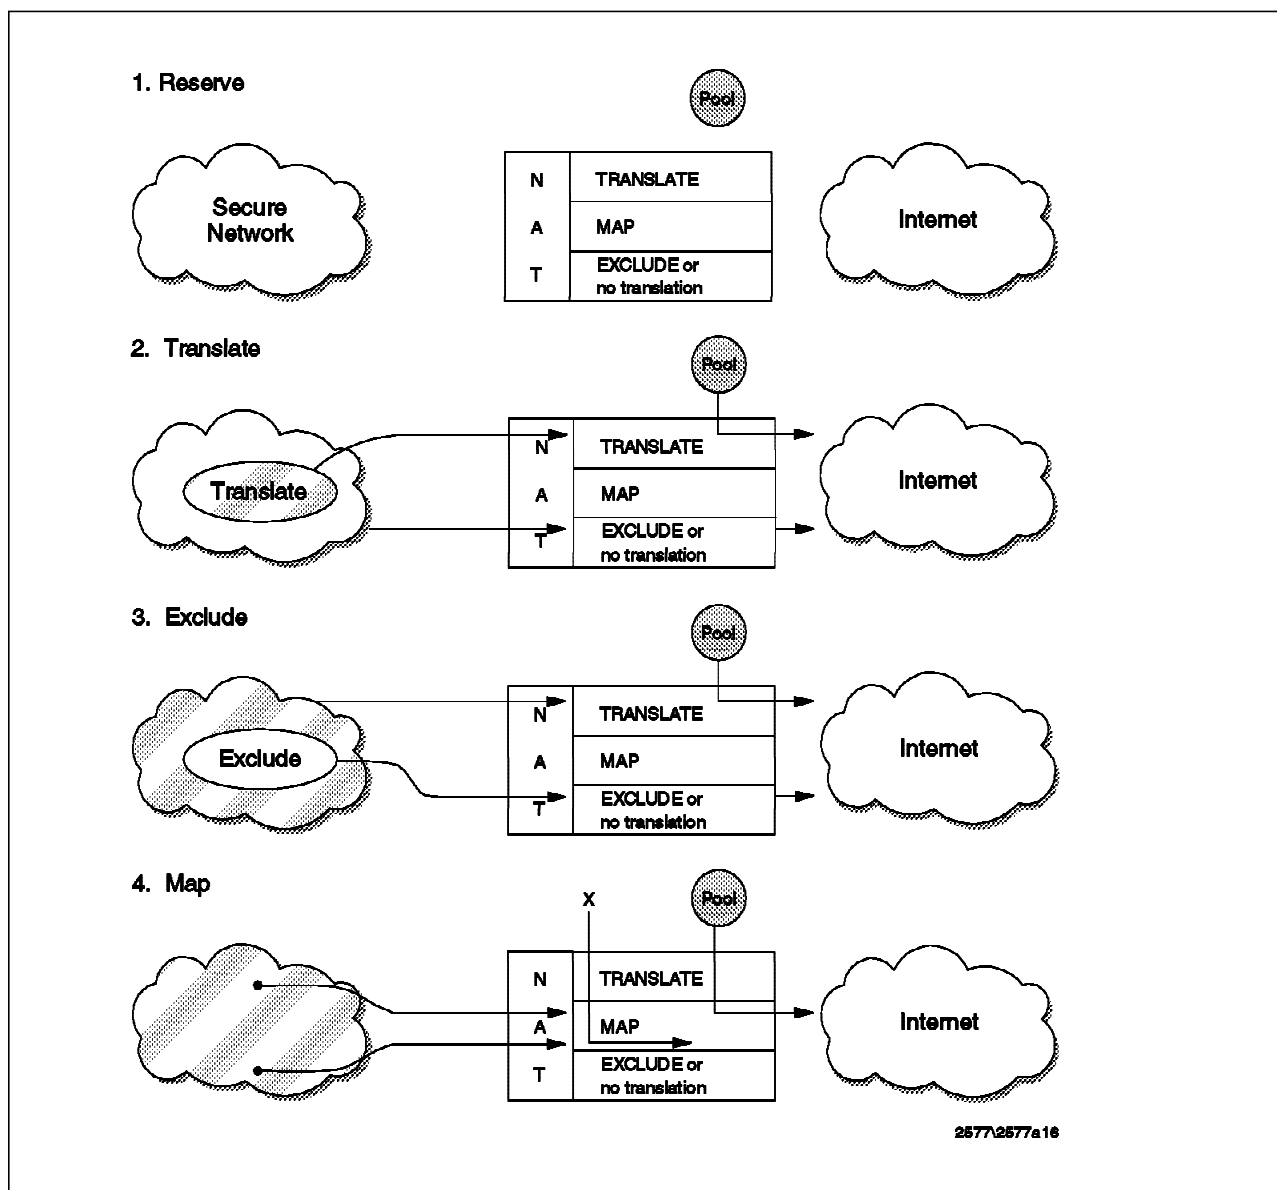 1. Reserve
Pool
Secure
Network
N
TRANSLATE
A
MAP
T
EXCLUDE or
no translation
Internet
2. Translate
Pool
Translate
N
TRANSLATE
A
MAP
T
EXCLUDE or
no translation
Internet
3. Exclude
Pool
Exclude
N
TRANSLATE
A
MAP
T
EXCLUDE or
no translation
Internet
4. Map
X
Pool
N
TRANSLATE
A
MAP
T
EXCLUDE or
no translation
Internet
2577\2577a16